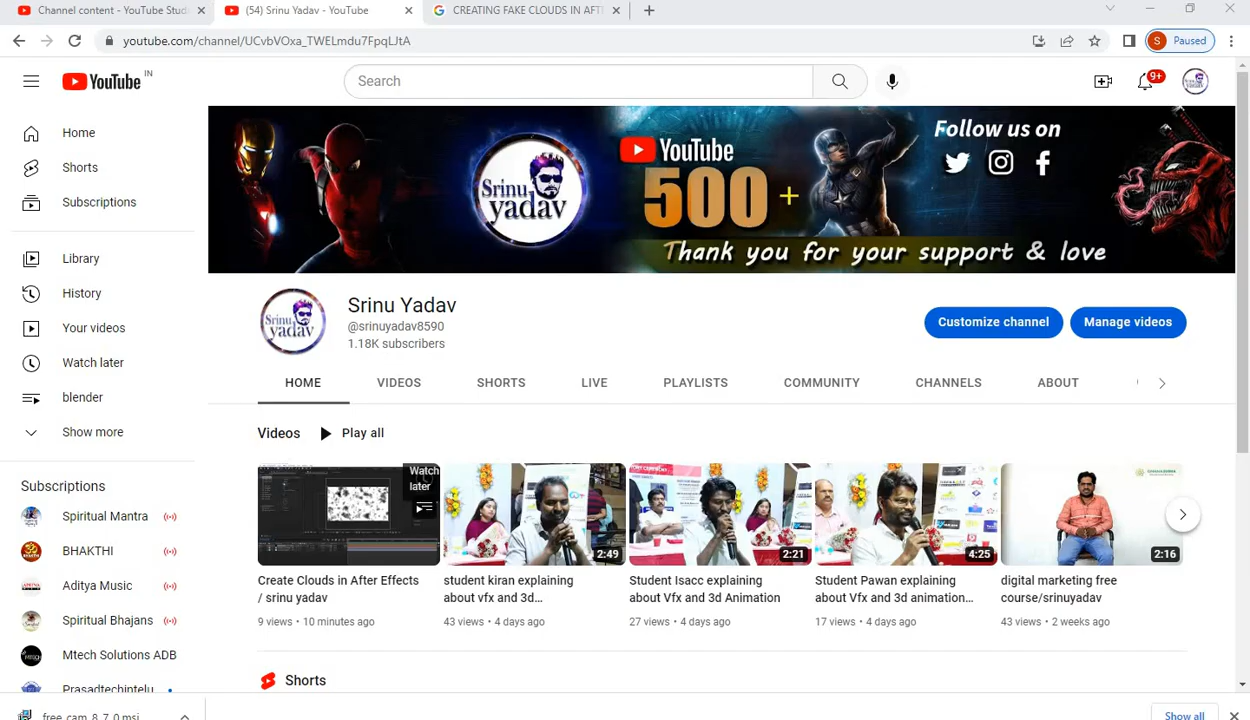 Channel content - YouTube Stud
(54) Srinu Yadav - YouTube
CREATING FAKE CLOUDS IN AFTE
youtube.com/channel/UCvbVOxa_TWELmdu7FpqLJtA
S Paused
YouTube IN
Search
9+
Home
Shorts
Subscriptions
Library
History
Your videos
Watch later
blender
Show more
Subscriptions
Spiritual Mantra
BHAKTHI
Aditya Music
Spiritual Bhajans
Mtech Solutions ADB
Prasadtechintelu
Srinu
yadav
YouTube
500+
Thank you for your support & love
Follow us on
Srinu
yadav
Srinu Yadav
@srinuyadav8590
1.18K subscribers
Customize channel
Manage videos
HOME VIDEOS SHORTS LIVE PLAYLISTS COMMUNITY CHANNELS ABOUT
Videos Play all
Watch
later
2:49
2:21
4:25
2:16
Create Clouds in After Effects
/ srinu yadav
9 views • 10 minutes ago
student kiran explaining
about vfx and 3d...
43 views • 4 days ago
Student Isacc explaining
about Vfx and 3d Animation
27 views • 4 days ago
Student Pawan explaining
about Vfx and 3d animation...
17 views • 4 days ago
digital marketing free
course/srinuyadav
43 views • 2 weeks ago
Shorts
free_cam_8_7_0.msi
Show all